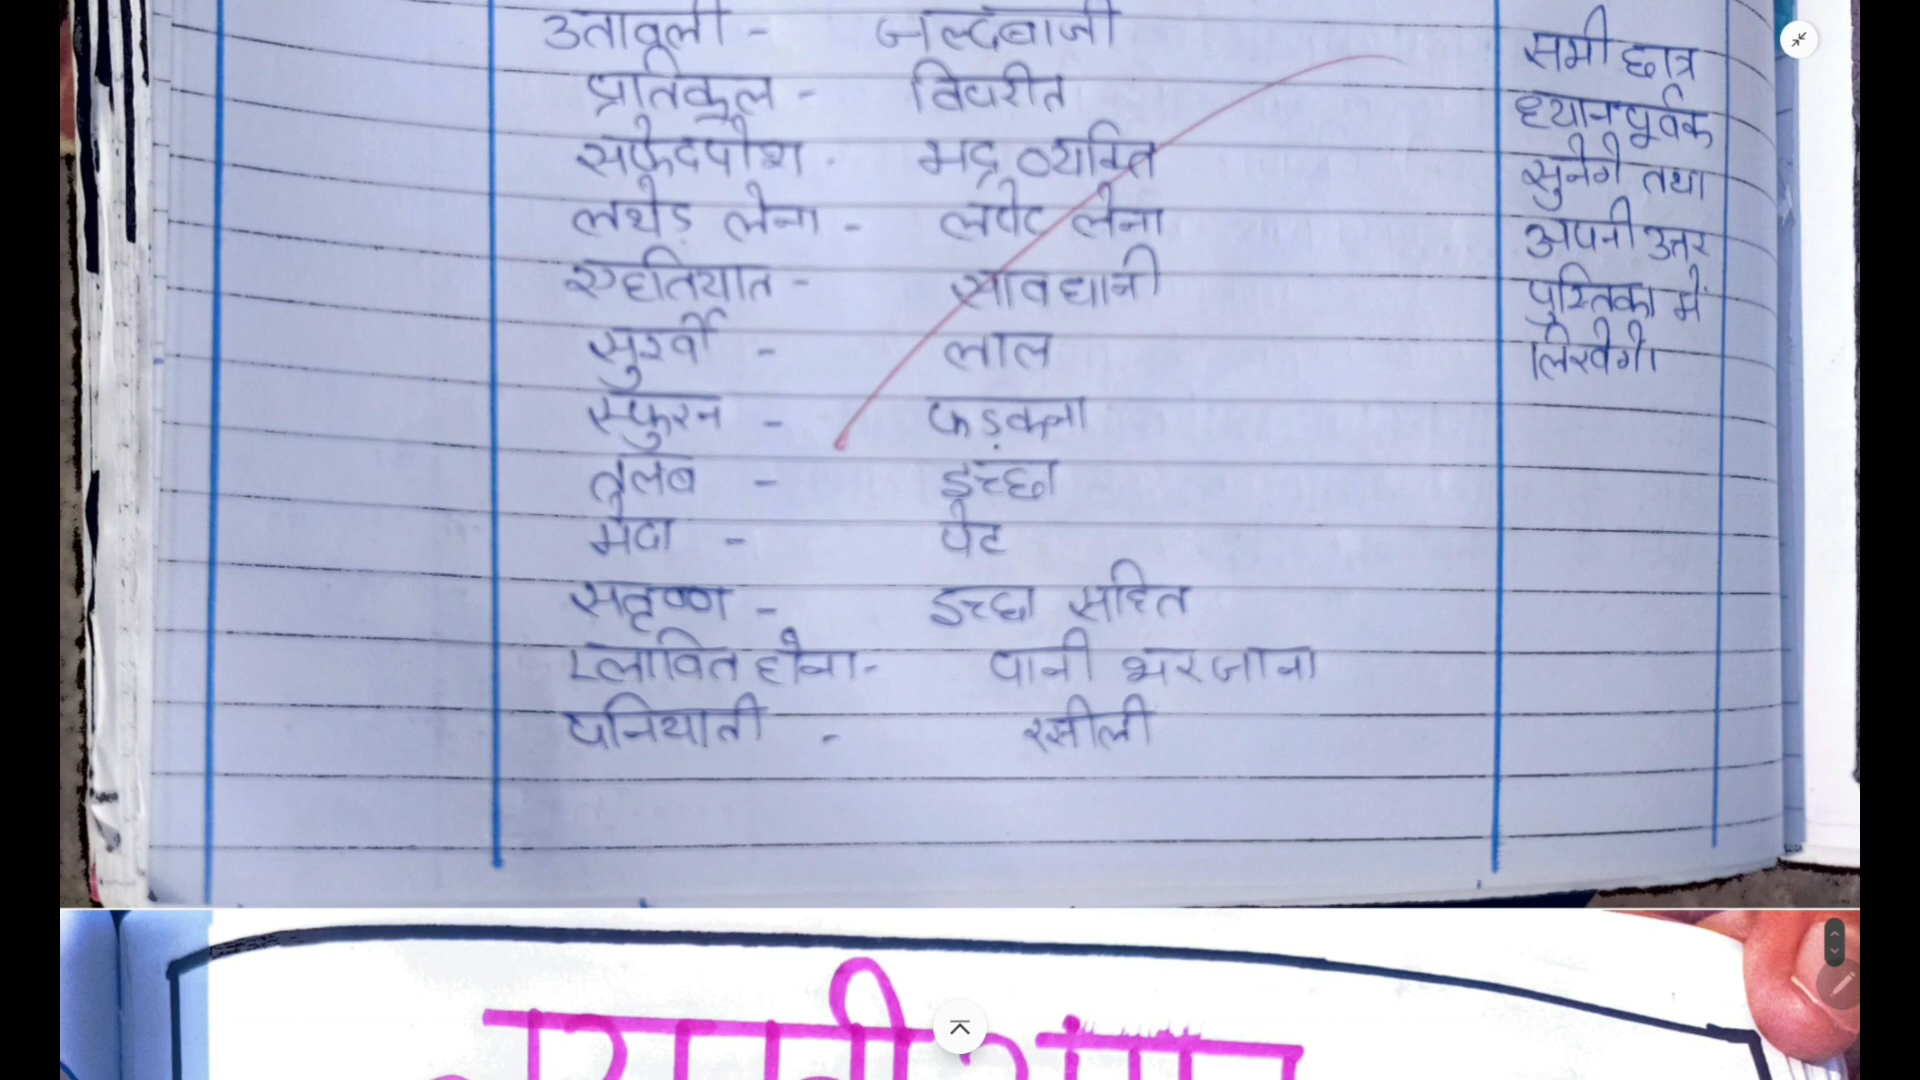 उतावली - जल्दबाजी
प्रतिकूल - विपरीत
सफ़ेदपोश - भद्र व्यक्ति
लथेड़ लेना - लपेट लेना
एहतियात - सावधानी
सुर्खी - लाल
स्फुरन - फड़कना
तलब - इच्छा
मेदा - पेट
सतृष्ण - इच्छा सहित
प्लावित होना - पानी भर जाना
पनियाती - रसीली
सभी छात्र
ध्यानपूर्वक
सुनेगे तथा
अपनी उत्तर
पुस्तिका में
लिखेगे।